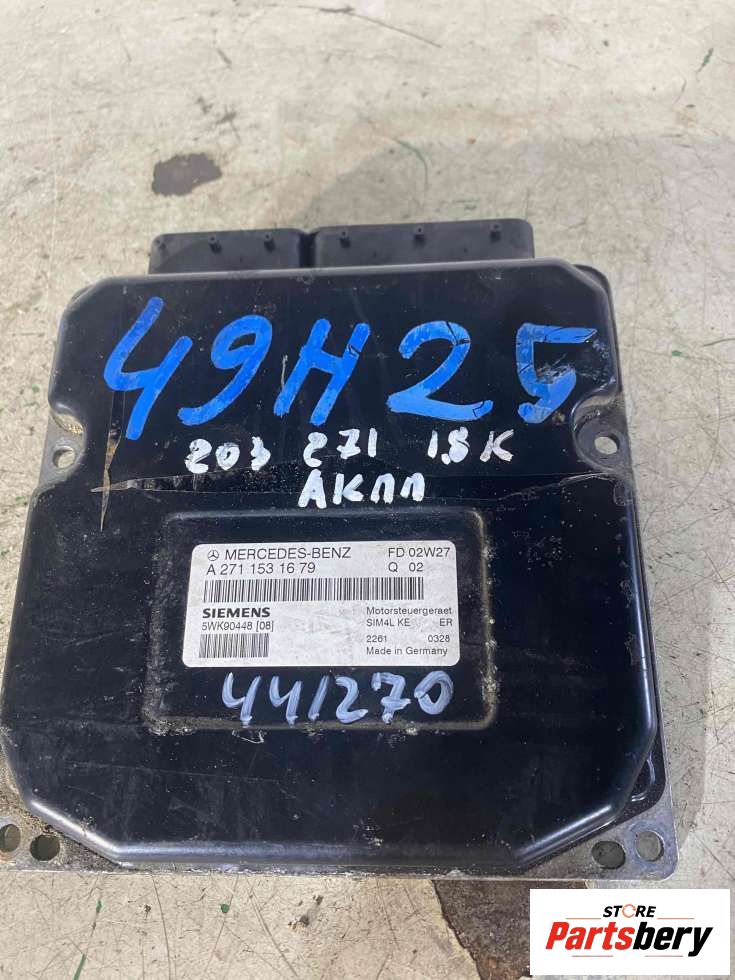 49H25
203 271 1.8 K
АКПП
MERCEDES-BENZ FD 02W27
A 271 153 16 79 Q 02
SIEMENS Motorsteuergeraet
5WK90448 [08] SIM4L KE ER
2261 0328
Made in Germany
441270
STORE
Partsbery